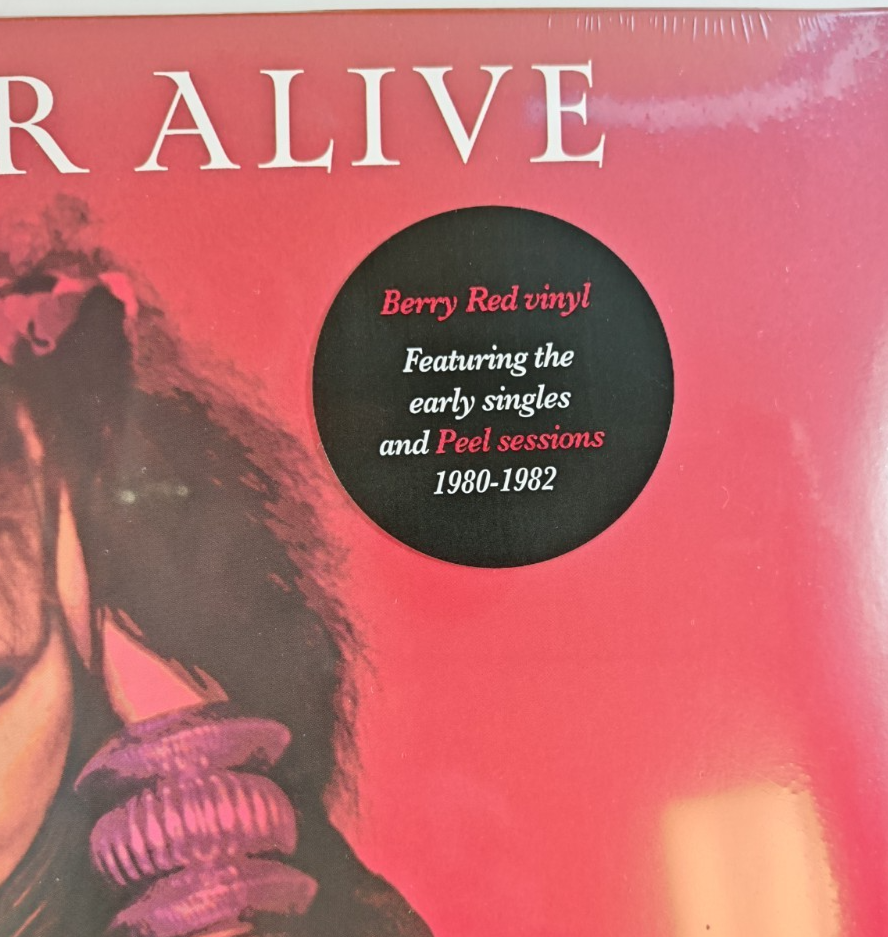 R ALIVE
Berry Red vinyl
Featuring the
early singles
and Peel sessions
1980-1982